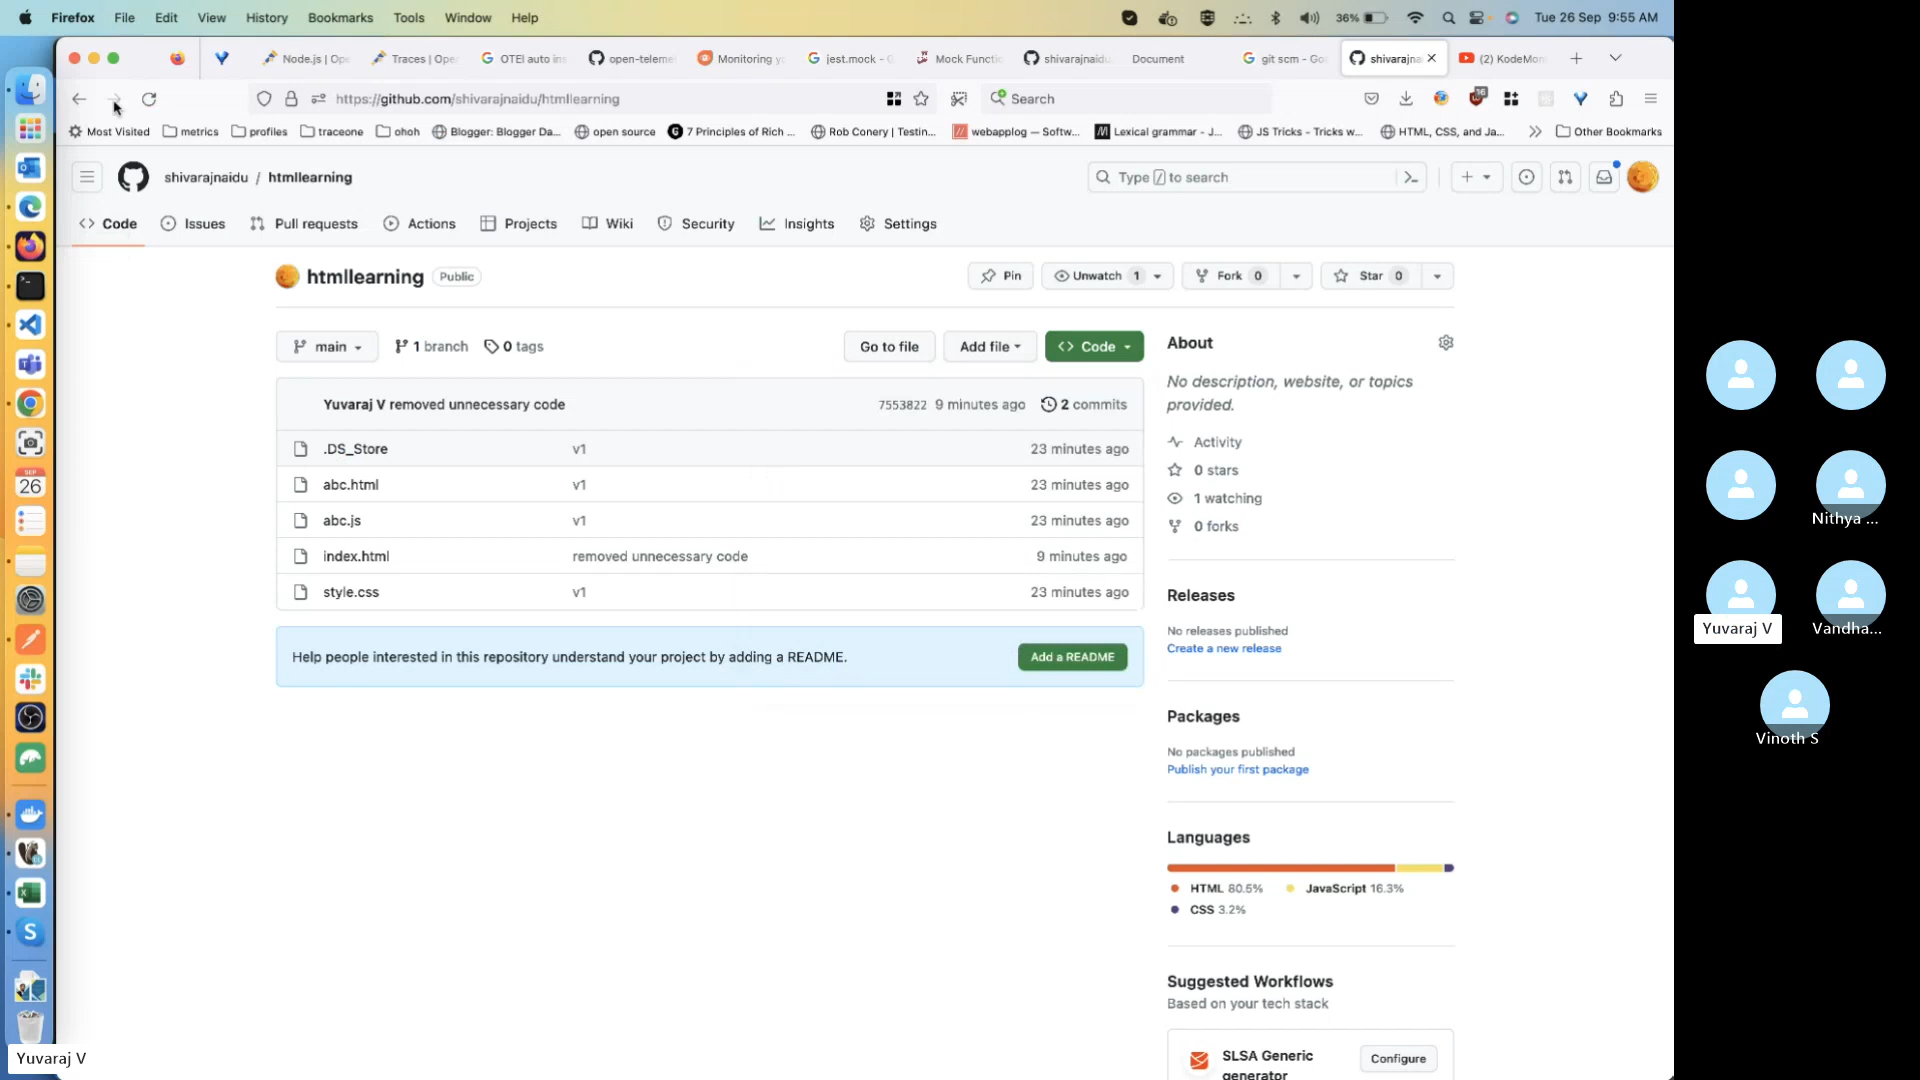 Firefox File Edit View History Bookmarks Tools Window Help 36% Tue 26 Sep 9:55 AM
Node.js | Op Traces | Ope OTEl auto in open-teleme Monitoring y jest.mock - Mock Functi shivarajnaidu Document git scm - Go shivarajna (2) KodeMon
https://github.com/shivarajnaidu/htmllearning Search 16
Most Visited metrics profiles traceone ohoh Blogger: Blogger Da... open source 7 Principles of Rich ... Rob Conery | Testin... webapplog — Softw... Lexical grammar - J... JS Tricks - Tricks w... HTML, CSS, and Ja... Other Bookmarks
shivarajnaidu / htmllearning Type / to search
Code Issues Pull requests Actions Projects Wiki Security Insights Settings
htmllearning Public Pin Unwatch 1 Fork 0 Star 0
main 1 branch 0 tags Go to file Add file Code
Yuvaraj V removed unnecessary code 7553822 9 minutes ago 2 commits
.DS_Store v1 23 minutes ago
abc.html v1 23 minutes ago
abc.js v1 23 minutes ago
index.html removed unnecessary code 9 minutes ago
style.css v1 23 minutes ago
Help people interested in this repository understand your project by adding a README. Add a README
About
No description, website, or topics
provided.
Activity
0 stars
1 watching
0 forks
Releases
No releases published
Create a new release
Packages
No packages published
Publish your first package
Languages
HTML 80.5% JavaScript 16.3%
CSS 3.2%
Suggested Workflows
Based on your tech stack
SLSA Generic
generator
Configure
SEP
26
S
Yuvaraj V
Nithya ...
Yuvaraj V
Vandha...
Vinoth S